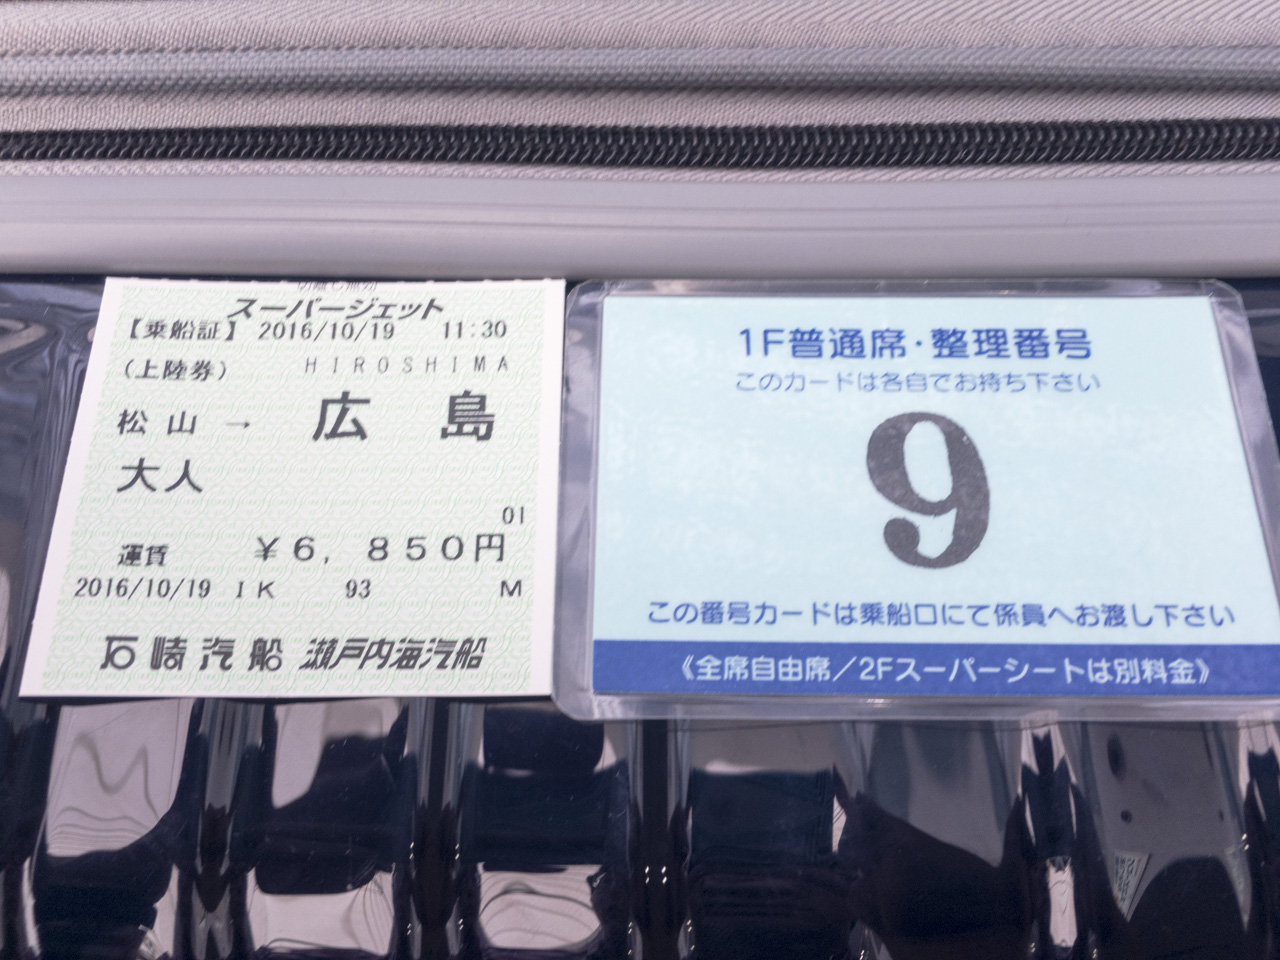 スーパージェット
【乗船証】 2016/10/19 11:30
(上陸券) HIROSHIMA
松山 → 広島
大人
01
運賃 ¥6,850円
2016/10/19 IK 93 M
石崎汽船 瀬戸内海汽船
1F普通席・整理番号
このカードは各自でお持ち下さい
9
この番号カードは乗船口にて係員へお渡し下さい
《全席自由席/2Fスーパーシートは別料金》